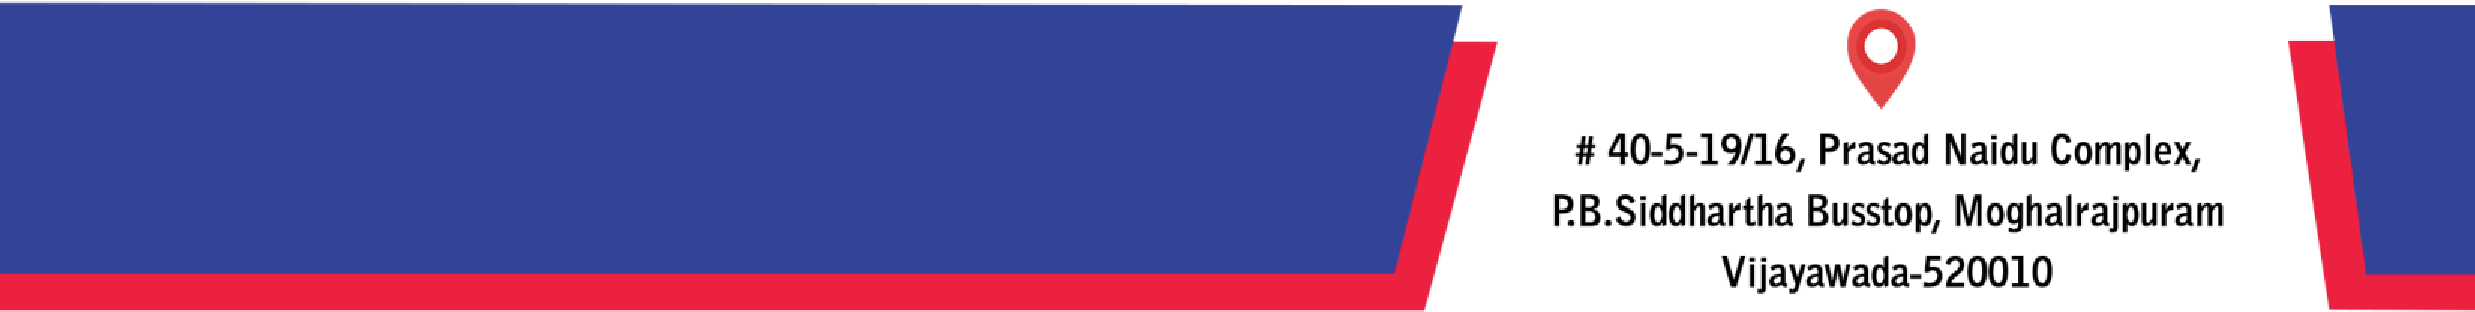 # 40-5-19/16, Prasad Naidu Complex,
P.B.Siddhartha Busstop, Moghalrajpuram
Vijayawada-520010